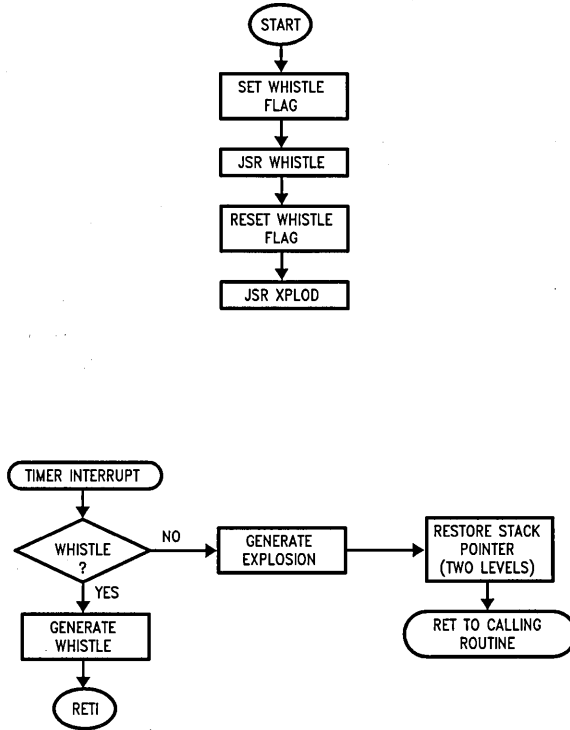 START
SET WHISTLE
FLAG
JSR WHISTLE
RESET WHISTLE
FLAG
JSR XPLOD
TIMER INTERRUPT
WHISTLE
?
NO
YES
GENERATE
EXPLOSION
RESTORE STACK
POINTER
(TWO LEVELS)
GENERATE
WHISTLE
RET TO CALLING
ROUTINE
RETI